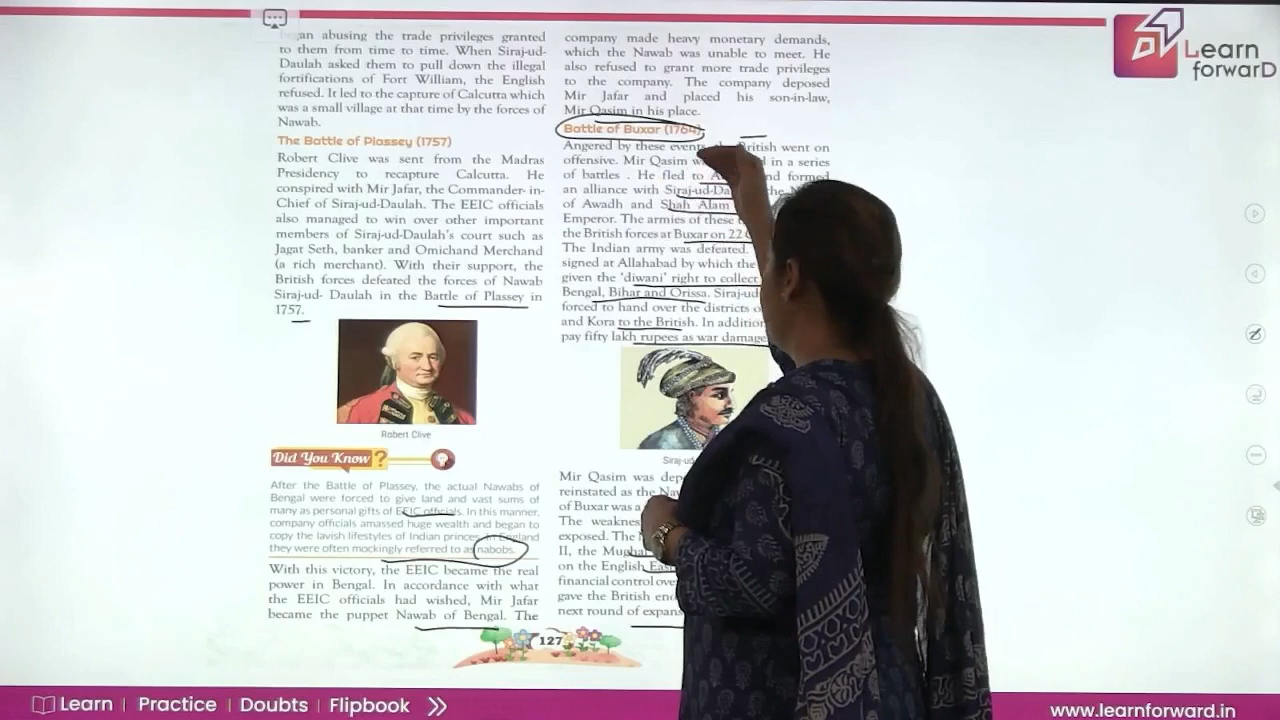 began abusing the trade privileges granted
to them from time to time. When Siraj-ud-
Daulah asked them to pull down the illegal
fortifications of Fort William, the English
refused. It led to the capture of Calcutta which
was a small village at that time by the forces of
Nawab.
The Battle of Plassey (1757)
Robert Clive was sent from the Madras
Presidency to recapture Calcutta. He
conspired with Mir Jafar, the Commander- in-
Chief of Siraj-ud-Daulah. The EEIC officials
also managed to win over other important
members of Siraj-ud-Daulah's court such as
Jagat Seth, banker and Omichand Merchand
(a rich merchant). With their support, the
British forces defeated the forces of Nawab
Siraj-ud- Daulah in the Battle of Plassey in
1757.
Robert Clive
Did You Know ?
After the Battle of Plassey, the actual Nawabs of
Bengal were forced to give land and vast sums of
many as personal gifts of EEIC officials. In this manner,
company officials amassed huge wealth and began to
copy the lavish lifestyles of Indian princes. In England
they were often mockingly referred to as nabobs.
With this victory, the EEIC became the real
power in Bengal. In accordance with what
the EEIC officials had wished, Mir Jafar
became the puppet Nawab of Bengal. The
company made heavy monetary demands,
which the Nawab was unable to meet. He
also refused to grant more trade privileges
to the company. The company deposed
Mir Jafar and placed his son-in-law,
Mir Qasim in his place.
Battle of Buxar (1764)
Angered by these events, the British went on
offensive. Mir Qasim in a series
of battles . He fled to and formed
an alliance with Siraj-ud- the
of Awadh and Shah Alam
Emperor. The armies of these
the British forces at Buxar on 22
The Indian army was defeated.
signed at Allahabad by which the
given the 'diwani' right to collect
Bengal, Bihar and Orissa. Siraj-ud
forced to hand over the districts
and Kora to the British. In addition
pay fifty lakh rupees as war damage
Mir Qasim was
reinstated as the
of Buxar was a
The
exposed. The
II, the
on the English
financial control
gave the British
next round of
127
Learn
forwarD
Learn | Practice | Doubts | Flipbook
www.learnforward.in